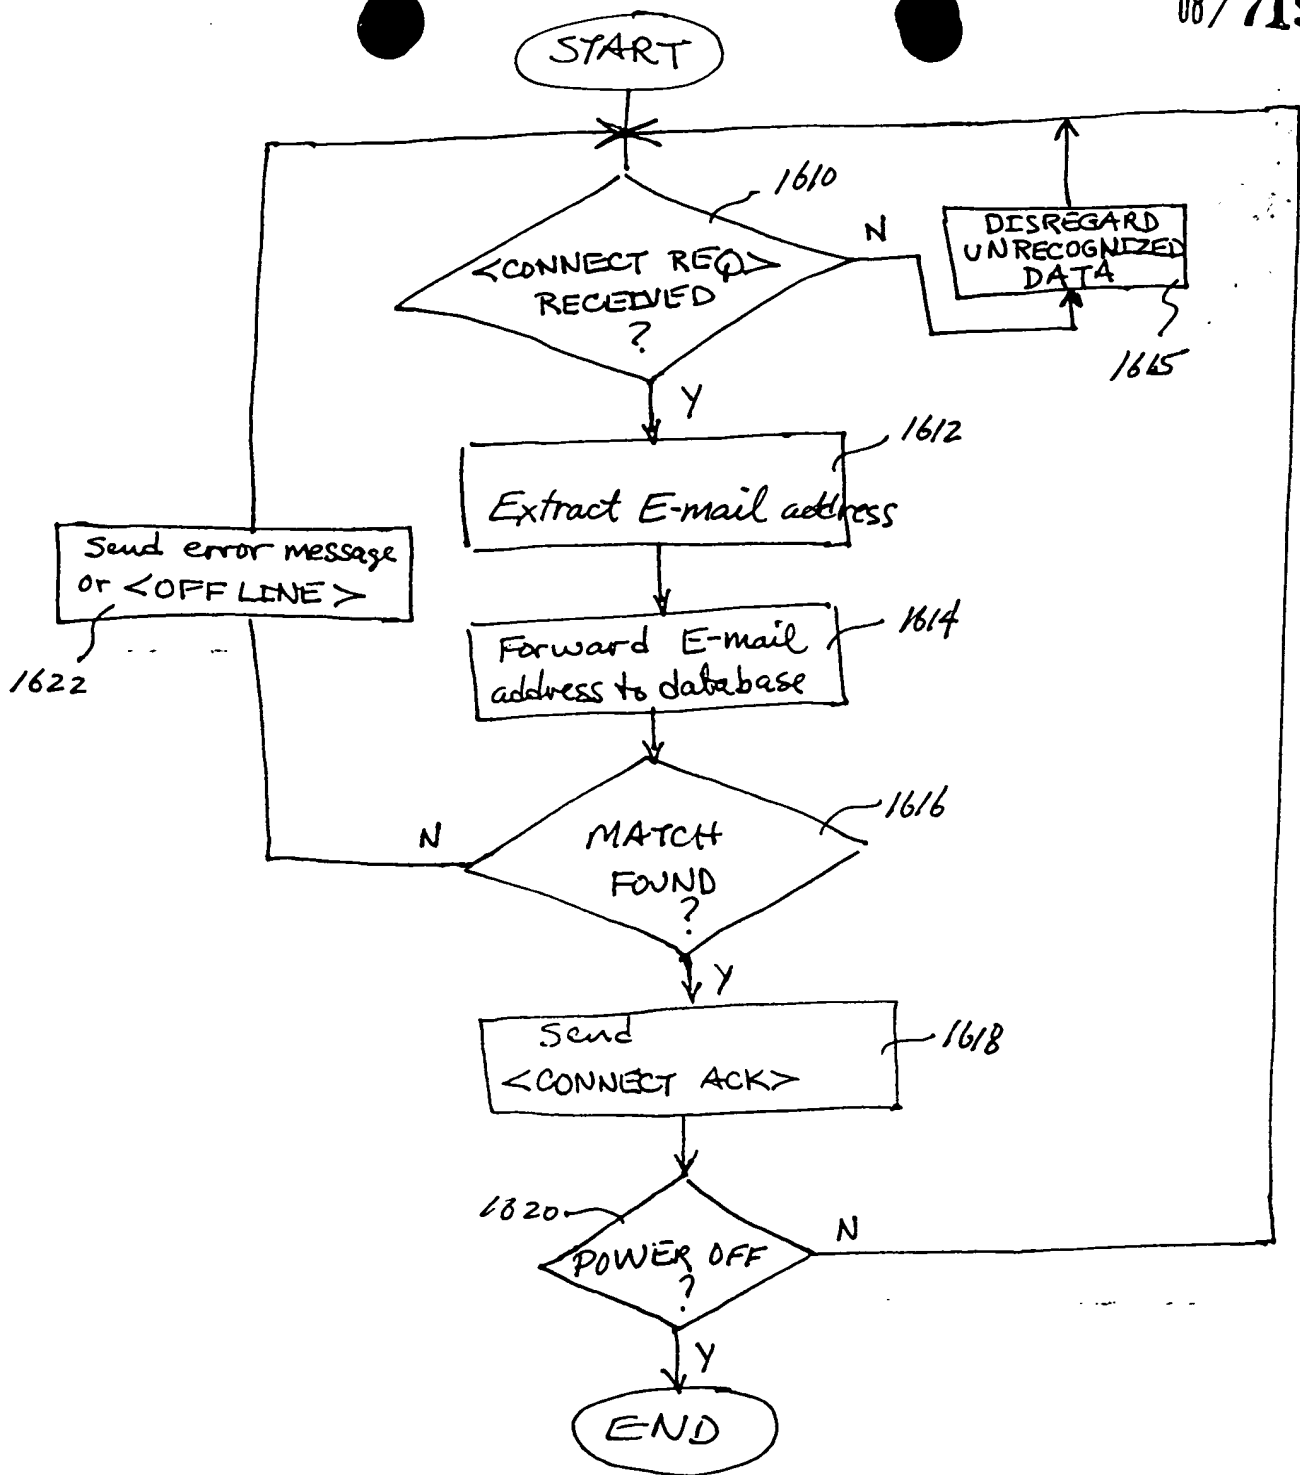 START
1610
<CONNECT REQ>
RECEIVED
?
N
DISREGARD
UNRECOGNIZED
DATA
1665
Y
1612
Extract E-mail address
Send error message
or <OFF LINE>
1622
1614
Forward E-mail
address to database
1616
N
MATCH
FOUND
?
Y
Send
<CONNECT ACK>
1618
1620
POWER OFF
?
N
Y
END